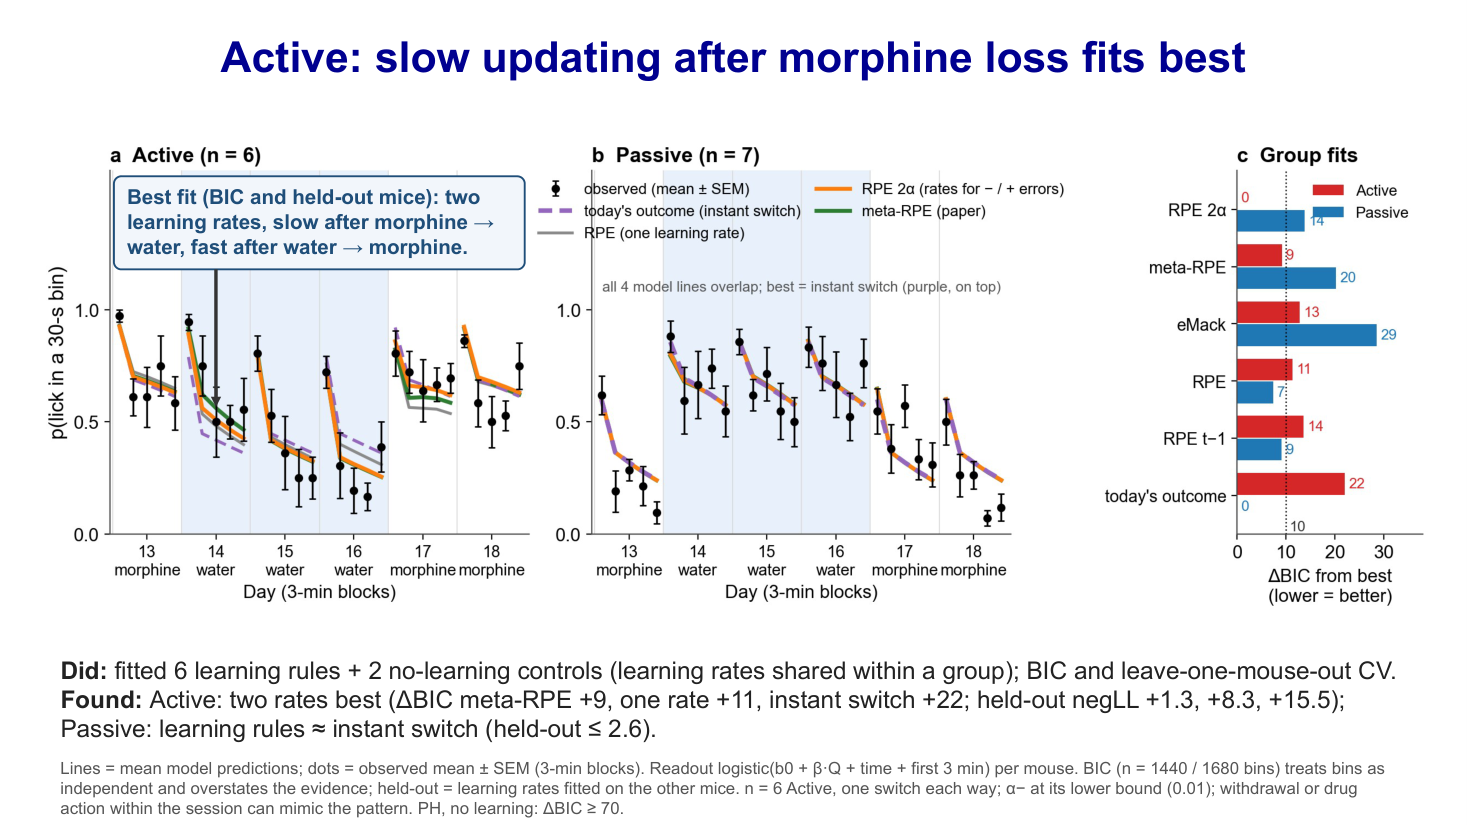 Active: slow updating after morphine loss fits best
a Active (n = 6)
Best fit (BIC and held-out mice): two
learning rates, slow after morphine →
water, fast after water → morphine.
p(lick in a 30-s bin)
1.0
0.5
0.0
13 14 15 16 17 18
morphine water water water morphine morphine
Day (3-min blocks)
b Passive (n = 7)
observed (mean ± SEM)
today's outcome (instant switch)
RPE (one learning rate)
RPE 2α (rates for − / + errors)
meta-RPE (paper)
all 4 model lines overlap; best = instant switch (purple, on top)
1.0
0.5
0.0
13 14 15 16 17 18
morphine water water water morphine morphine
Day (3-min blocks)
c Group fits
Active
Passive
RPE 2α 0 14
meta-RPE 9 20
eMack 13 29
RPE 11 7
RPE t−1 14 9
today's outcome 22 0
10
0 10 20 30
ΔBIC from best
(lower = better)
Did: fitted 6 learning rules + 2 no-learning controls (learning rates shared within a group); BIC and leave-one-mouse-out CV.
Found: Active: two rates best (ΔBIC meta-RPE +9, one rate +11, instant switch +22; held-out negLL +1.3, +8.3, +15.5);
Passive: learning rules ≈ instant switch (held-out ≤ 2.6).
Lines = mean model predictions; dots = observed mean ± SEM (3-min blocks). Readout logistic(b0 + β·Q + time + first 3 min) per mouse. BIC (n = 1440 / 1680 bins) treats bins as
independent and overstates the evidence; held-out = learning rates fitted on the other mice. n = 6 Active, one switch each way; α− at its lower bound (0.01); withdrawal or drug
action within the session can mimic the pattern. PH, no learning: ΔBIC ≥ 70.